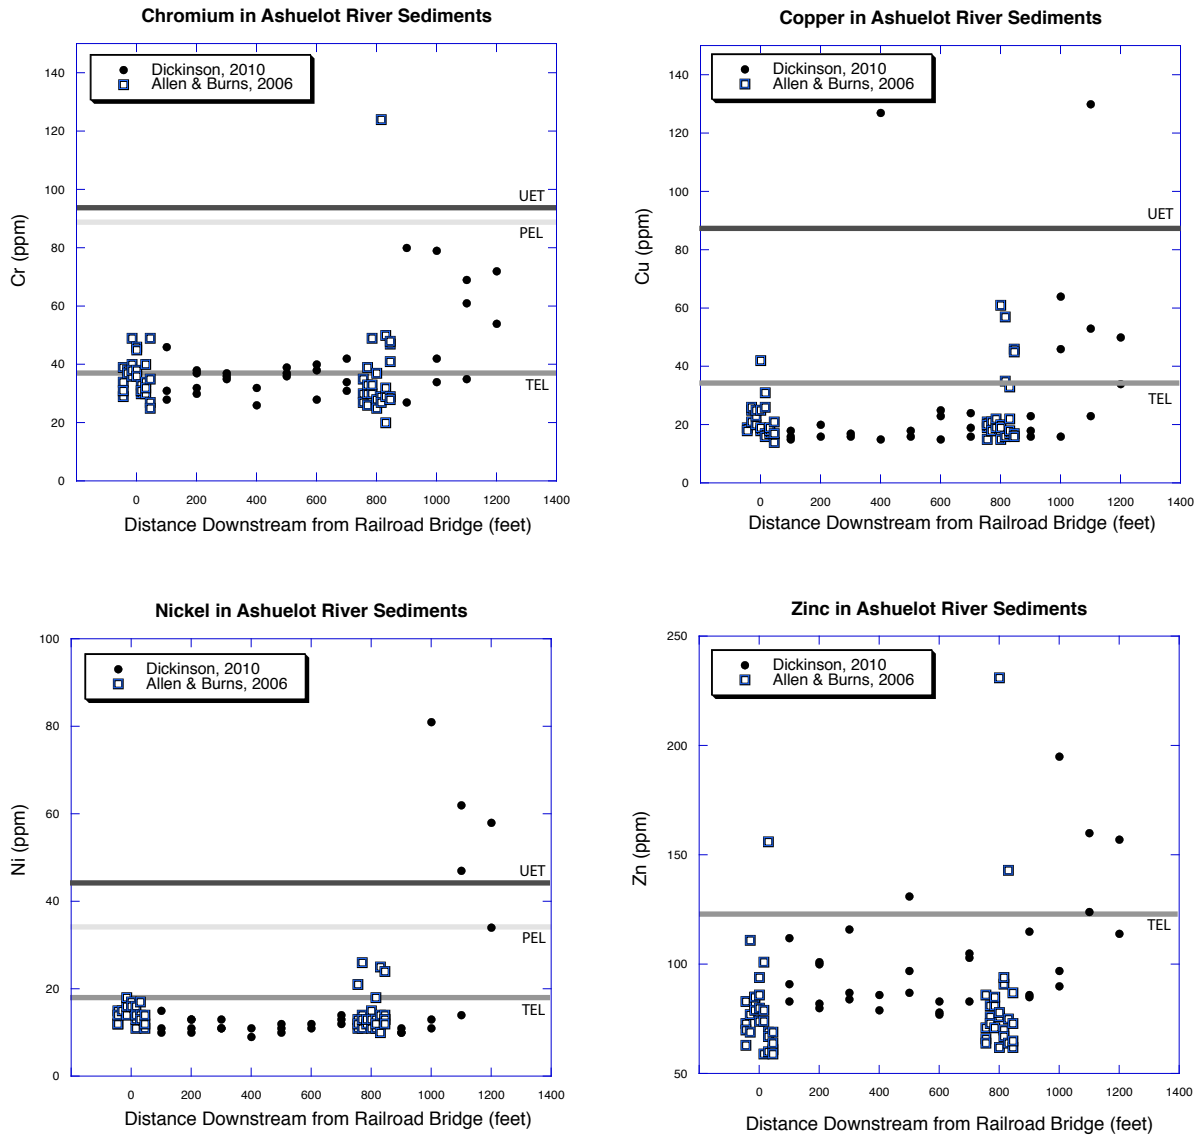 Chromium in Ashuelot River Sediments
Dickinson, 2010
Allen & Burns, 2006
140
120
100
80
60
40
20
0
UET
PEL
TEL
Cr (ppm)
0 200 400 600 800 1000 1200 1400
Distance Downstream from Railroad Bridge (feet)
Copper in Ashuelot River Sediments
Dickinson, 2010
Allen & Burns, 2006
140
120
100
80
60
40
20
0
UET
TEL
Cu (ppm)
0 200 400 600 800 1000 1200 1400
Distance Downstream from Railroad Bridge (feet)
Nickel in Ashuelot River Sediments
Dickinson, 2010
Allen & Burns, 2006
100
80
60
40
20
0
UET
PEL
TEL
Ni (ppm)
0 200 400 600 800 1000 1200 1400
Distance Downstream from Railroad Bridge (feet)
Zinc in Ashuelot River Sediments
Dickinson, 2010
Allen & Burns, 2006
250
200
150
100
50
TEL
Zn (ppm)
0 200 400 600 800 1000 1200 1400
Distance Downstream from Railroad Bridge (feet)